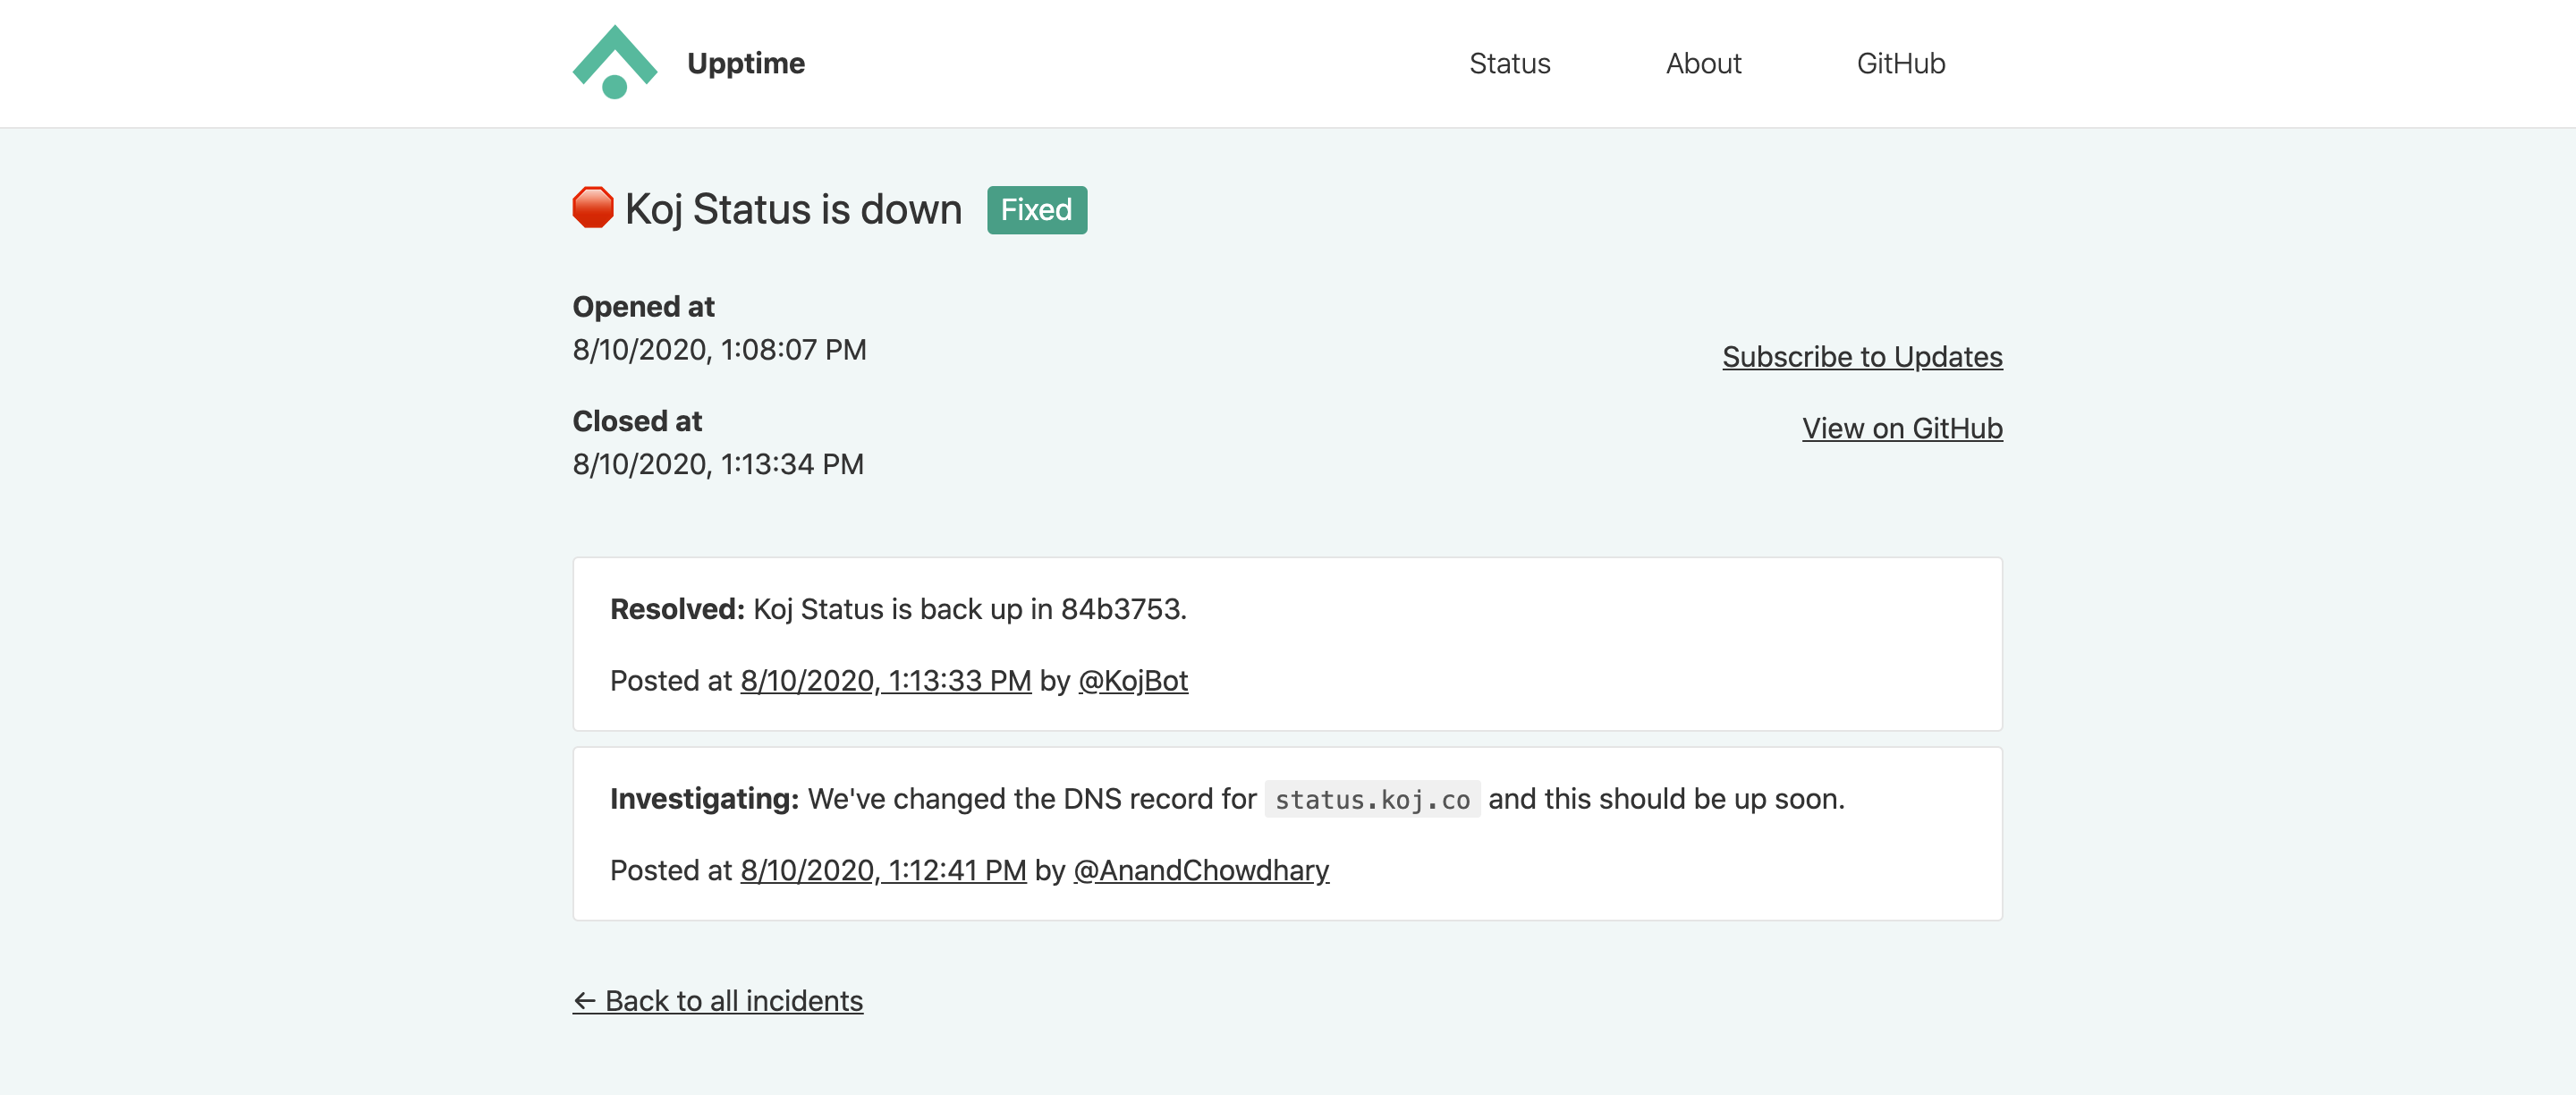 Upptime
Status
About
GitHub
Koj Status is down Fixed
Opened at
8/10/2020, 1:08:07 PM
Subscribe to Updates
Closed at
8/10/2020, 1:13:34 PM
View on GitHub
Resolved: Koj Status is back up in 84b3753.
Posted at 8/10/2020, 1:13:33 PM by @KojBot
Investigating: We've changed the DNS record for status.koj.co and this should be up soon.
Posted at 8/10/2020, 1:12:41 PM by @AnandChowdhary
← Back to all incidents